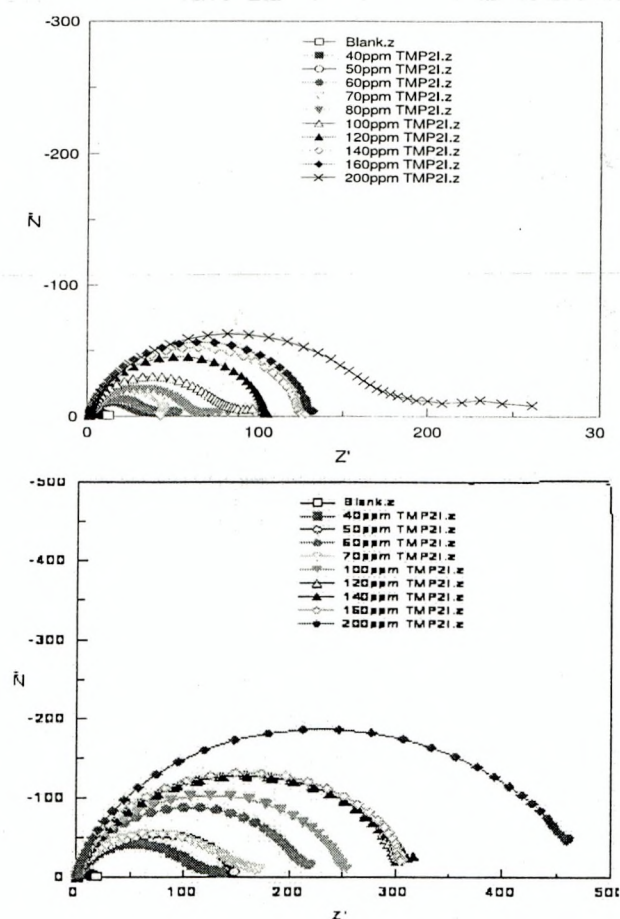 -300
Blank.z
40ppm TMP2I.z
50ppm TMP2I.z
60ppm TMP2I.z
70ppm TMP2I.z
80ppm TMP2I.z
100ppm TMP2I.z
120ppm TMP2I.z
140ppm TMP2I.z
160ppm TMP2I.z
200ppm TMP2I.z
-200
Z''
-100
0
0 100 200 30
Z'
-500
Blank.z
40ppm TMP2I.z
50ppm TMP2I.z
60ppm TMP2I.z
70ppm TMP2I.z
100ppm TMP2I.z
120ppm TMP2I.z
140ppm TMP2I.z
160ppm TMP2I.z
200ppm TMP2I.z
-400
-300
Z''
-200
-100
0
0 100 200 300 400 500
Z'